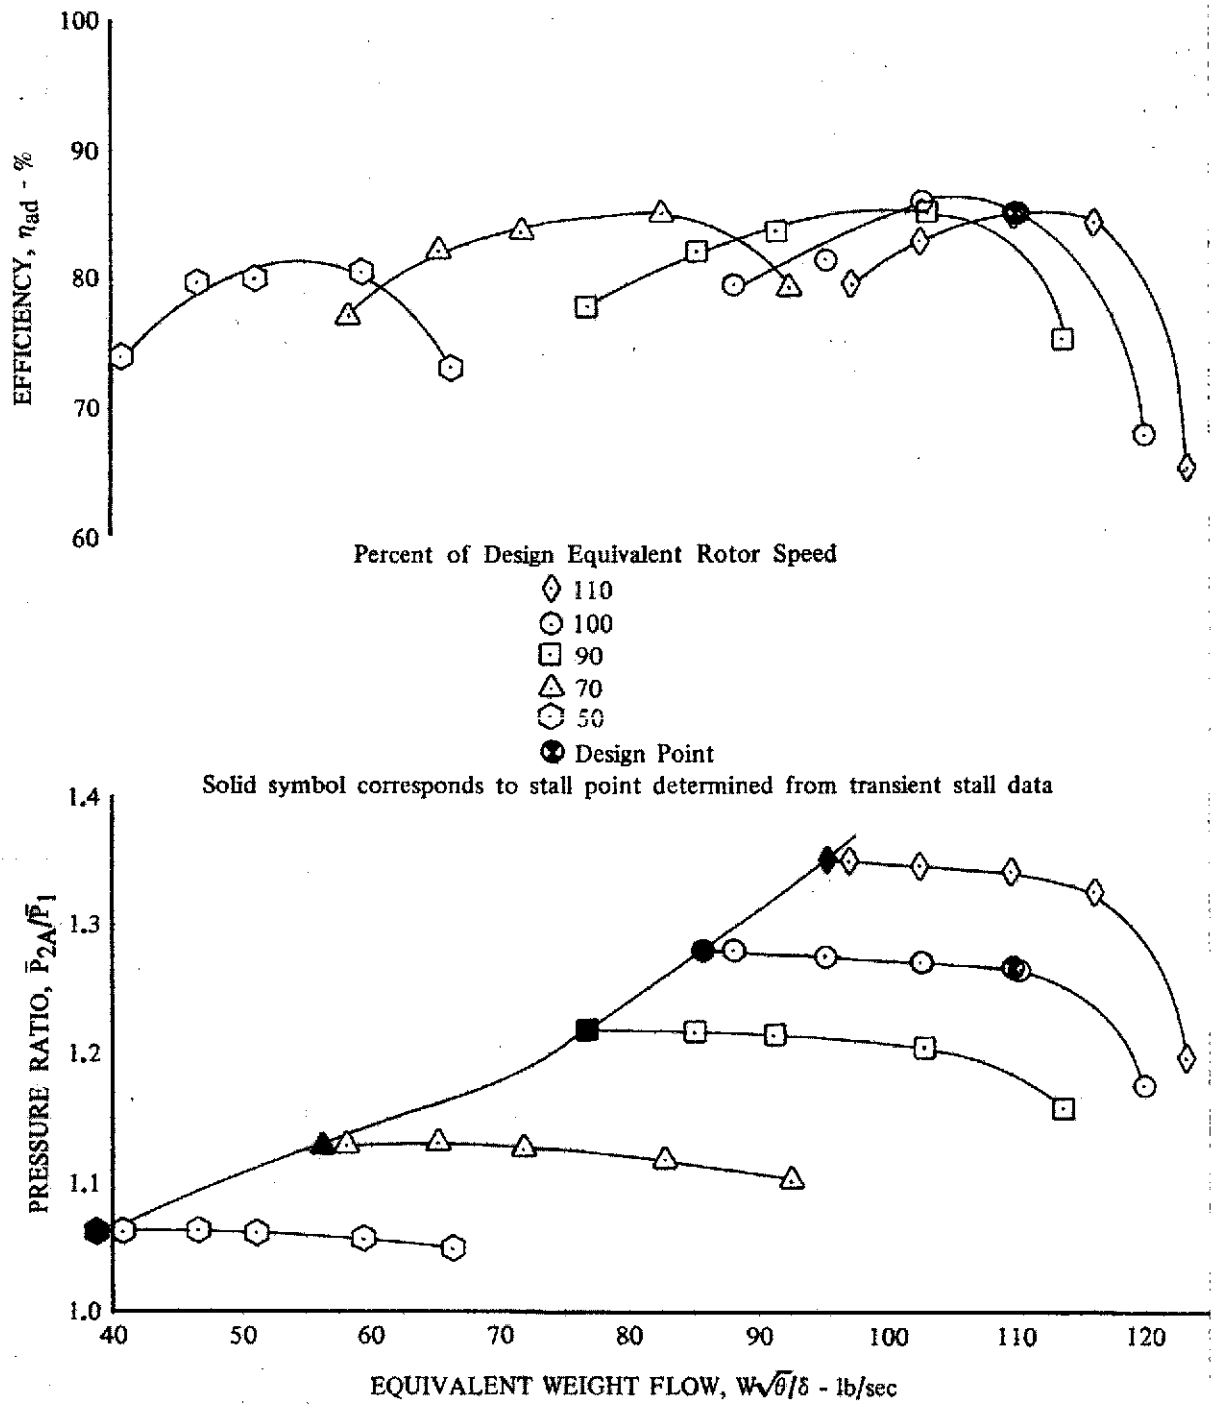 100
90
80
70
60
EFFICIENCY, ηad - %
Percent of Design Equivalent Rotor Speed
110
100
90
70
50
Design Point
Solid symbol corresponds to stall point determined from transient stall data
1.4
1.3
1.2
1.1
1.0
PRESSURE RATIO, P̄2A/P̄1
40 50 60 70 80 90 100 110 120
EQUIVALENT WEIGHT FLOW, W√θ/δ - lb/sec